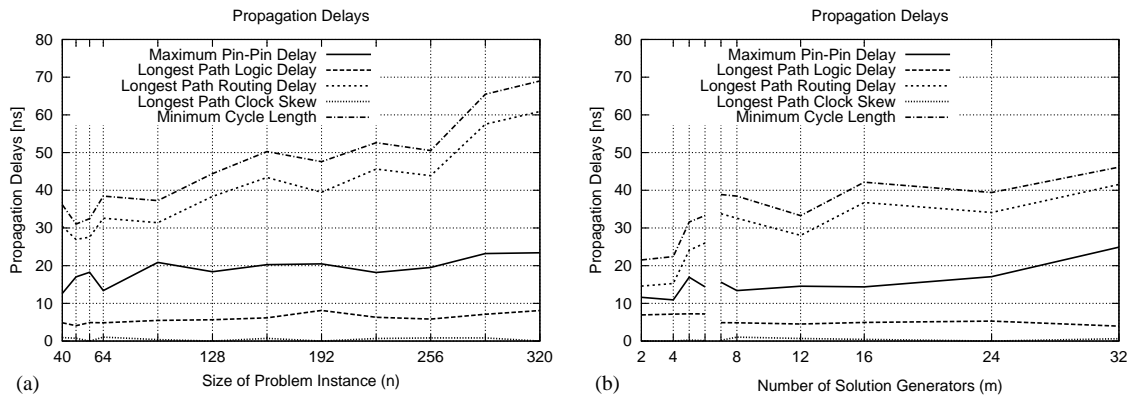 Propagation Delays
80
70
60
50
40
30
20
10
0
Propagation Delays [ns]
Maximum Pin-Pin Delay
Longest Path Logic Delay
Longest Path Routing Delay
Longest Path Clock Skew
Minimum Cycle Length
40 64 128 192 256 320
Size of Problem Instance (n)
(a)
Propagation Delays
80
70
60
50
40
30
20
10
0
Propagation Delays [ns]
Maximum Pin-Pin Delay
Longest Path Logic Delay
Longest Path Routing Delay
Longest Path Clock Skew
Minimum Cycle Length
2 4 8 12 16 24 32
Number of Solution Generators (m)
(b)